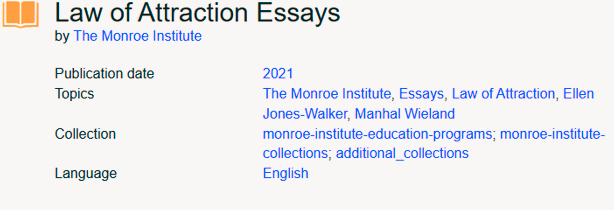 Law of Attraction Essays
by The Monroe Institute
Publication date 2021
Topics The Monroe Institute, Essays, Law of Attraction, Ellen
Jones-Walker, Manhal Wieland
Collection monroe-institute-education-programs; monroe-institute-
collections; additional_collections
Language English